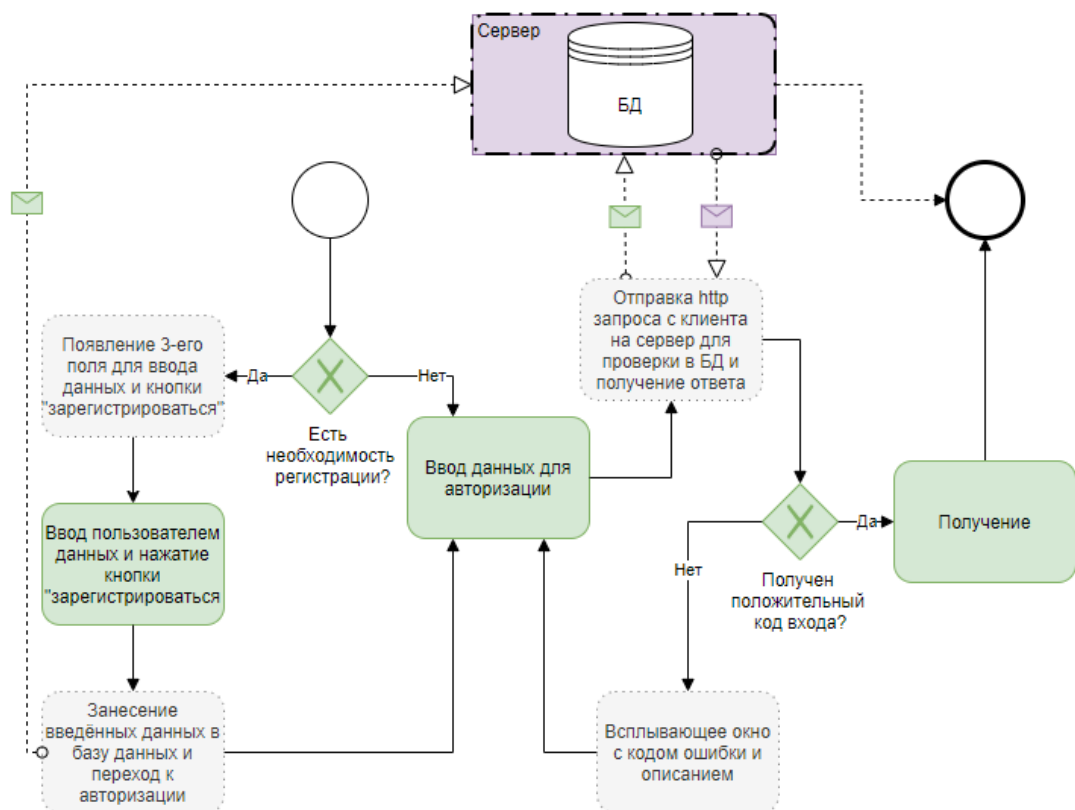 Сервер
БД
Появление 3-его
поля для ввода
данных и кнопки
"зарегистрироваться"
Да
Нет
Есть
необходимость
регистрации?
Отправка http
запроса с клиента
на сервер для
проверки в БД и
получение ответа
Ввод данных для
авторизации
Ввод пользователем
данных и нажатие
кнопки
"зарегистрироваться
Получен
положительный
код входа?
Да
Нет
Получение
Занесение
введённых данных в
базу данных и
переход к
авторизации
Всплывающее окно
с кодом ошибки и
описанием